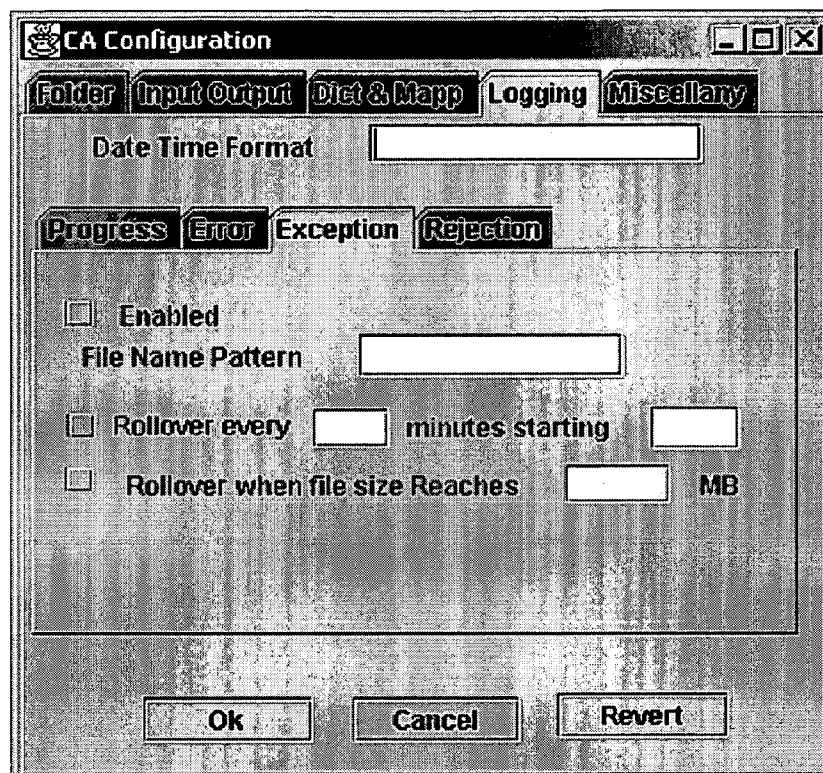 CA Configuration
Folder Input Output Dict & Mapp Logging Miscellany
Date Time Format
Progress Error Exception Rejection
Enabled
File Name Pattern
Rollover every minutes starting
Rollover when file size Reaches MB
Ok Cancel Revert